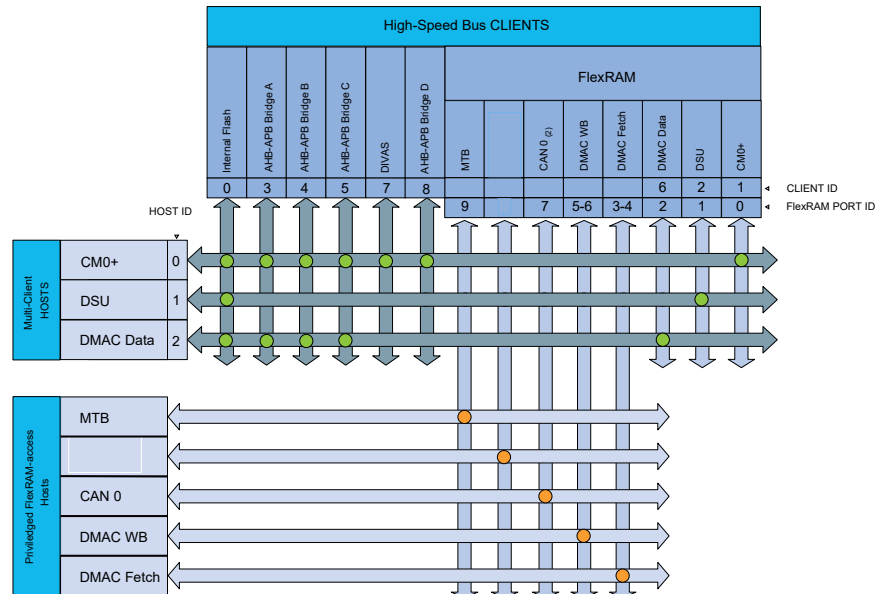 High-Speed Bus CLIENTS
FlexRAM
Internal Flash
AHB-APB Bridge A
AHB-APB Bridge B
AHB-APB Bridge C
DIVAS
AHB-APB Bridge D
MTB
CAN 0 (2)
DMAC WB
DMAC Fetch
DMAC Data
DSU
CM0+
0 3 4 5 7 8 6 2 1 CLIENT ID
9 7 5-6 3-4 2 1 0 FlexRAM PORT ID
HOST ID
Multi-Client
HOSTS
CM0+ 0
DSU 1
DMAC Data 2
Priviledged FlexRAM-access
Hosts
MTB
CAN 0
DMAC WB
DMAC Fetch